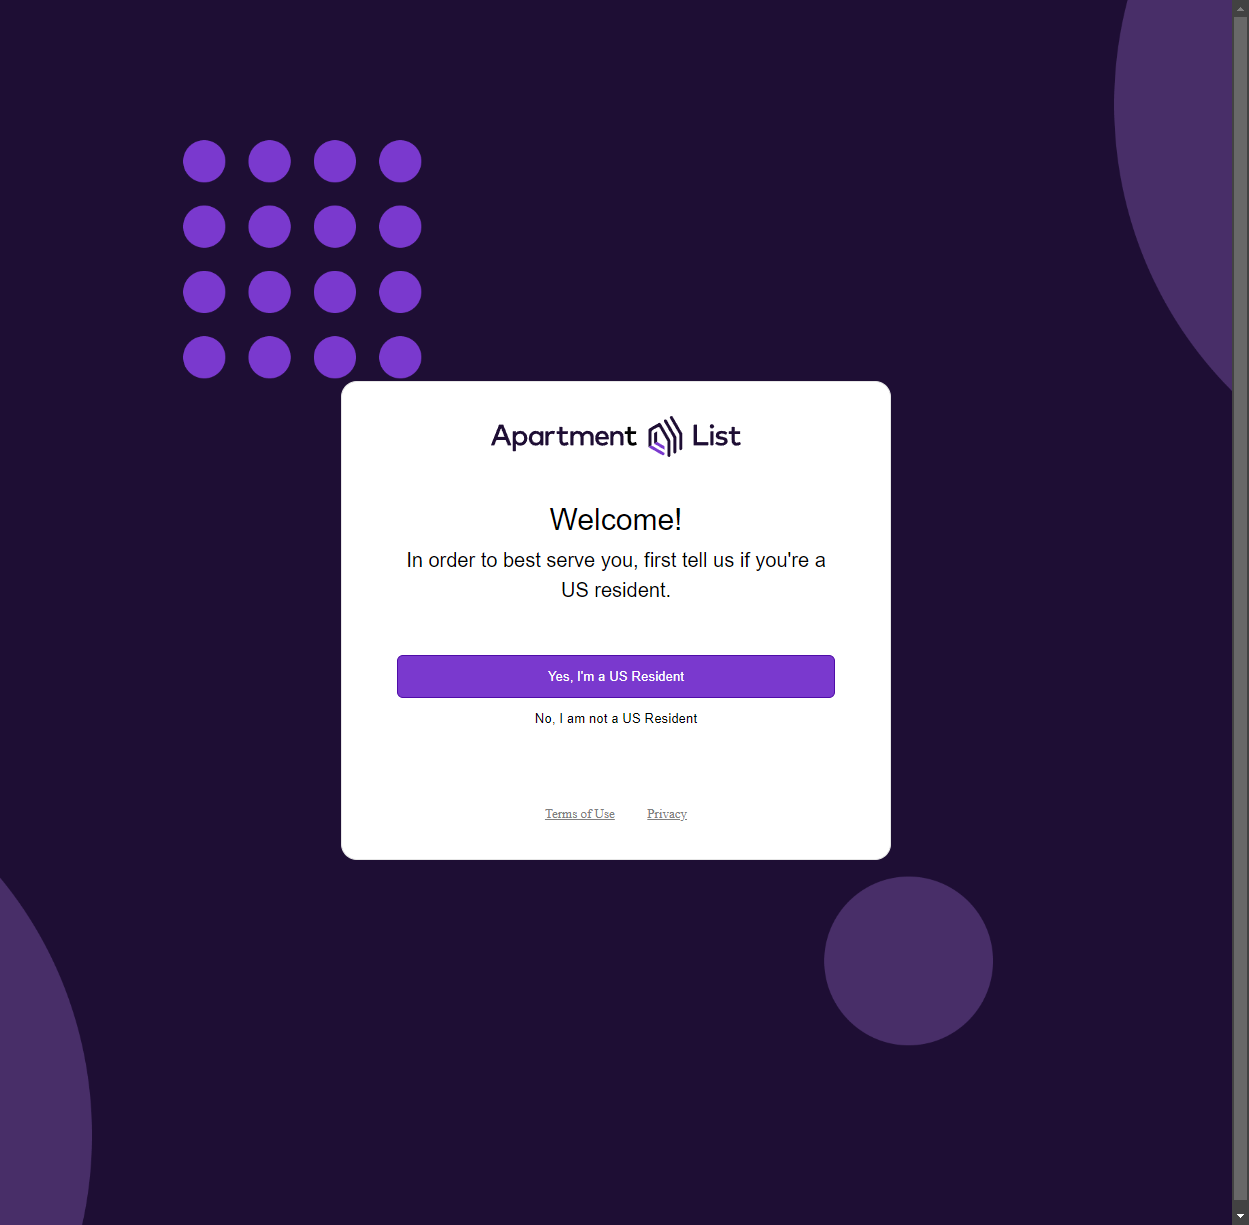 Apartment List
Welcome!
In order to best serve you, first tell us if you're a
US resident.
Yes, I'm a US Resident
No, I am not a US Resident
Terms of Use Privacy